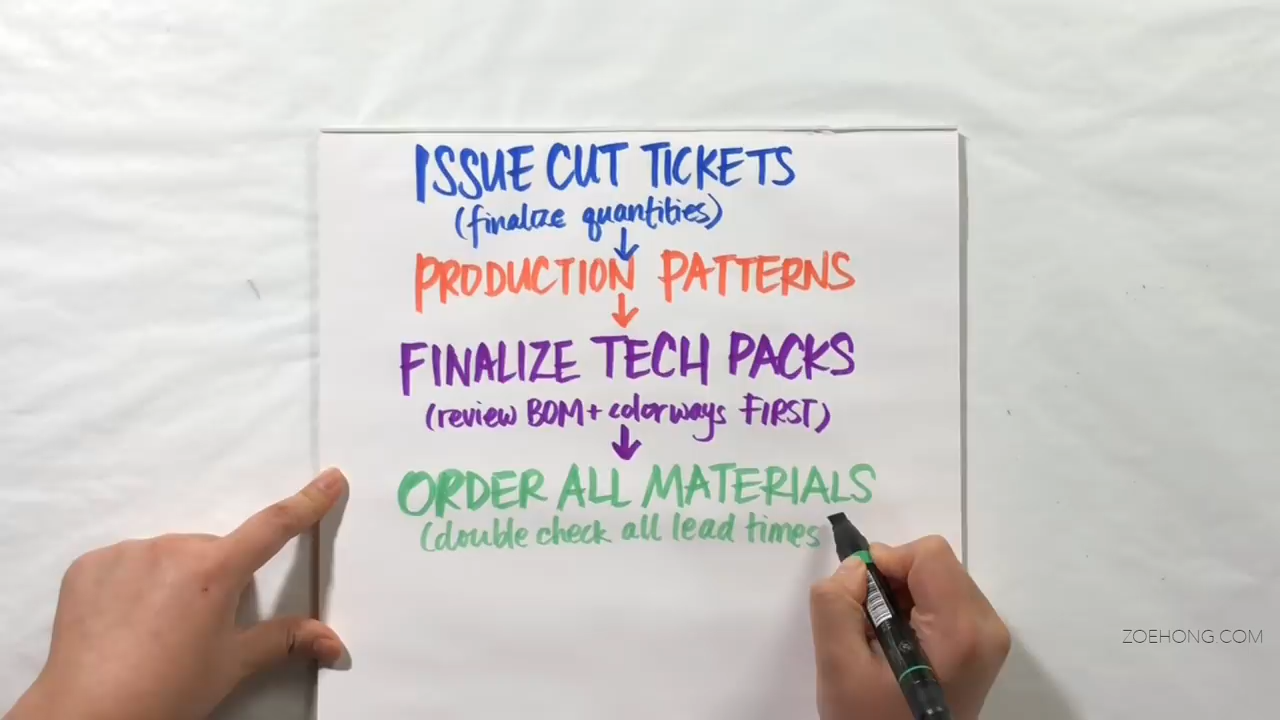 ISSUE CUT TICKETS
(finalize quantities)
↓
PRODUCTION PATTERNS
↓
FINALIZE TECH PACKS
(review BOM + colorways FIRST)
↓
ORDER ALL MATERIALS
(double check all lead times
ZOEHONG.COM